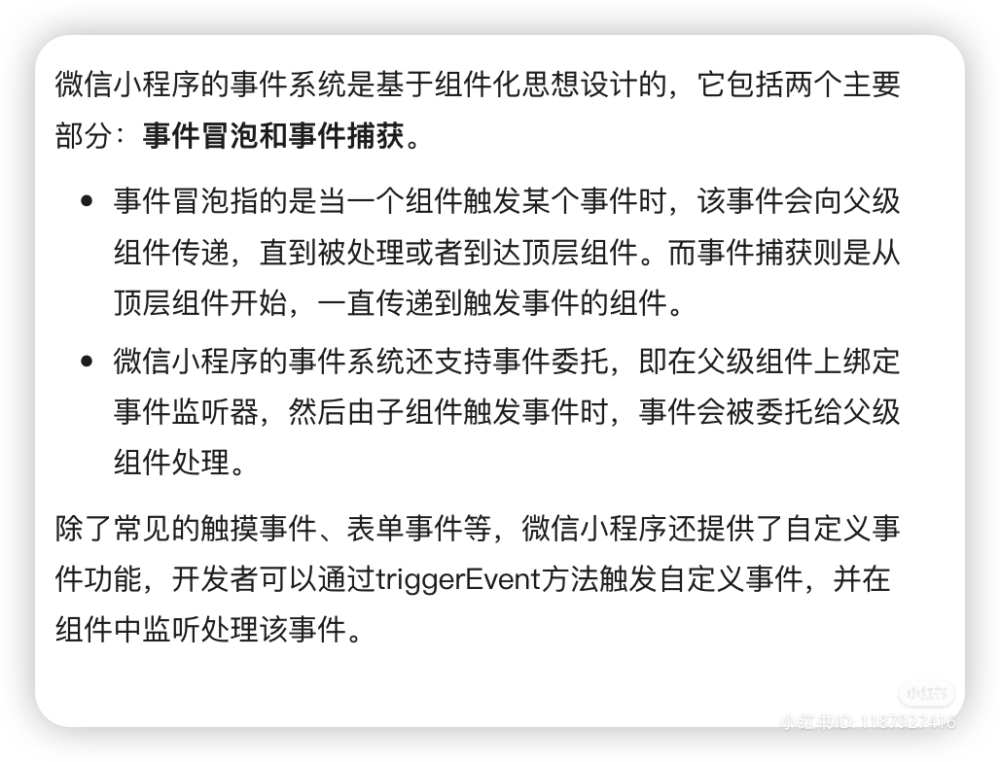 微信小程序的事件系统是基于组件化思想设计的，它包括两个主要
部分：事件冒泡和事件捕获。
• 事件冒泡指的是当一个组件触发某个事件时，该事件会向父级
组件传递，直到被处理或者到达顶层组件。而事件捕获则是从
顶层组件开始，一直传递到触发事件的组件。
• 微信小程序的事件系统还支持事件委托，即在父级组件上绑定
事件监听器，然后由子组件触发事件时，事件会被委托给父级
组件处理。
除了常见的触摸事件、表单事件等，微信小程序还提供了自定义事
件功能，开发者可以通过triggerEvent方法触发自定义事件，并在
组件中监听处理该事件。
小红书
小红书ID: 1187927416